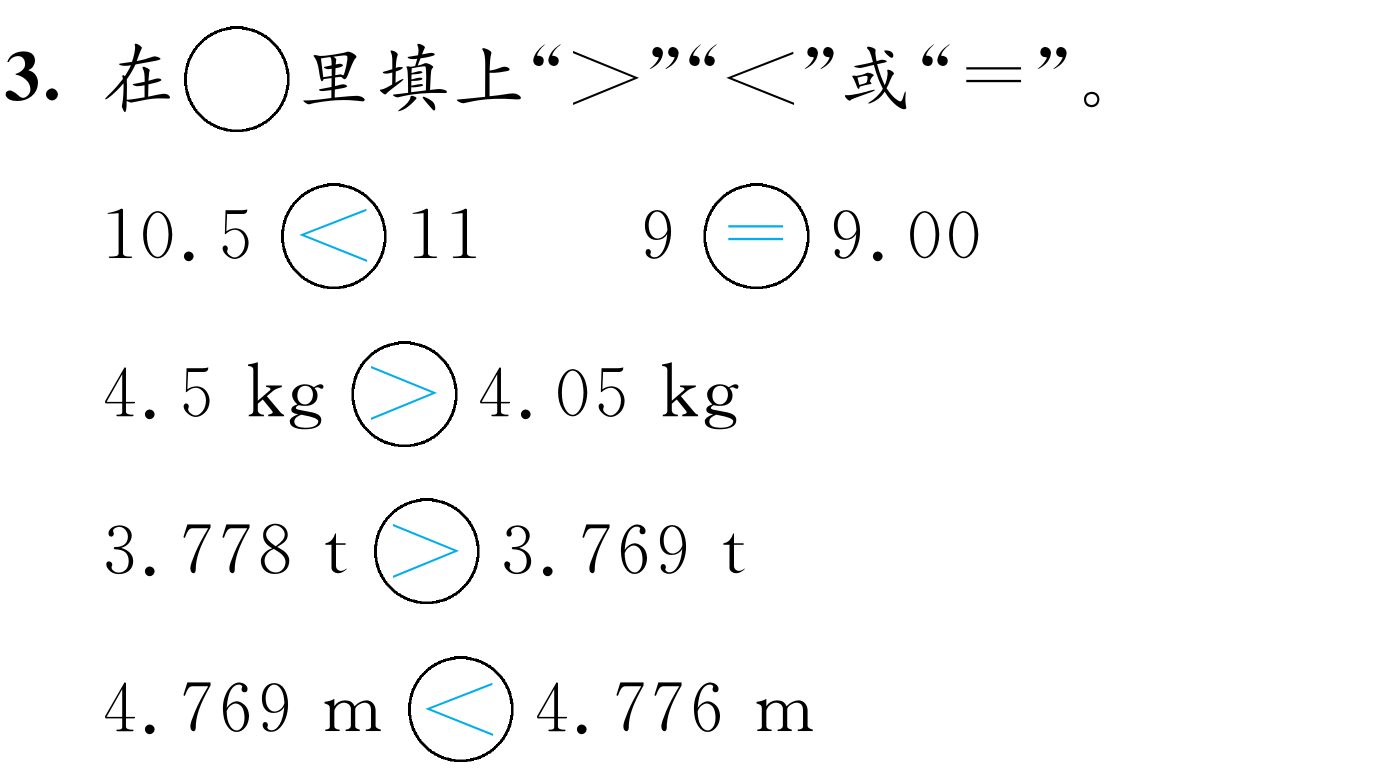 3. 在○里填上“>”“<”或“=”。
10.5 < 11 9 = 9.00
4.5 kg > 4.05 kg
3.778 t > 3.769 t
4.769 m < 4.776 m